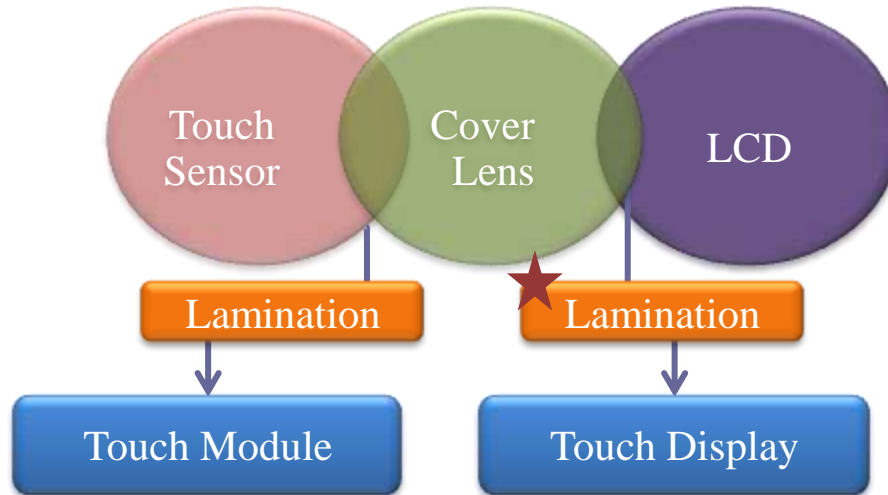 Touch
Sensor
Cover
Lens
LCD
Lamination
Lamination
Touch Module
Touch Display